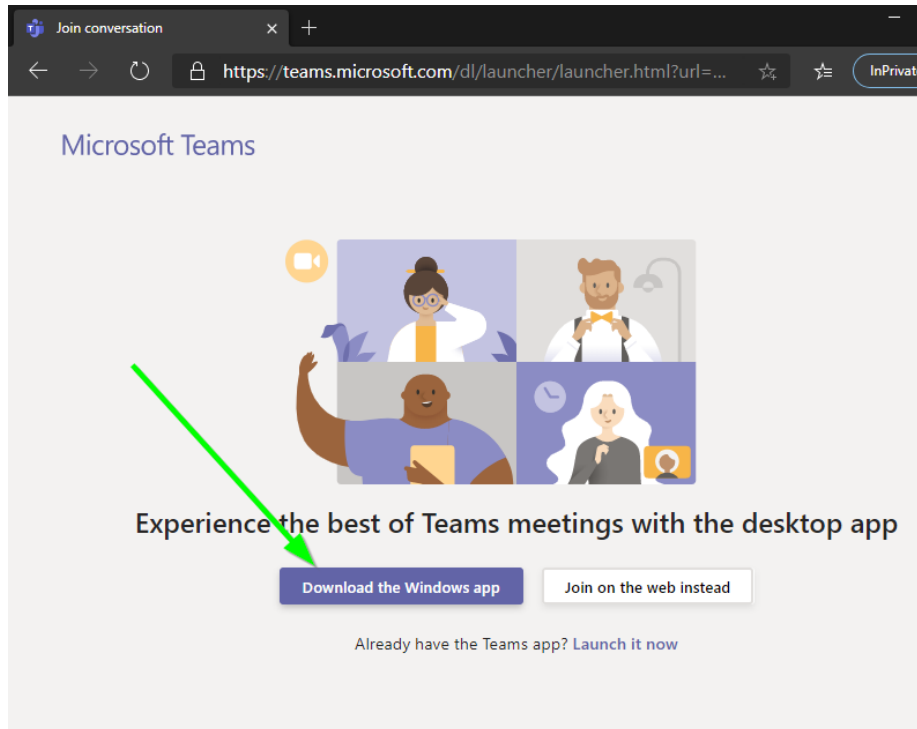 Join conversation
https://teams.microsoft.com/dl/launcher/launcher.html?url=...
Microsoft Teams
Experience the best of Teams meetings with the desktop app
Download the Windows app
Join on the web instead
Already have the Teams app? Launch it now